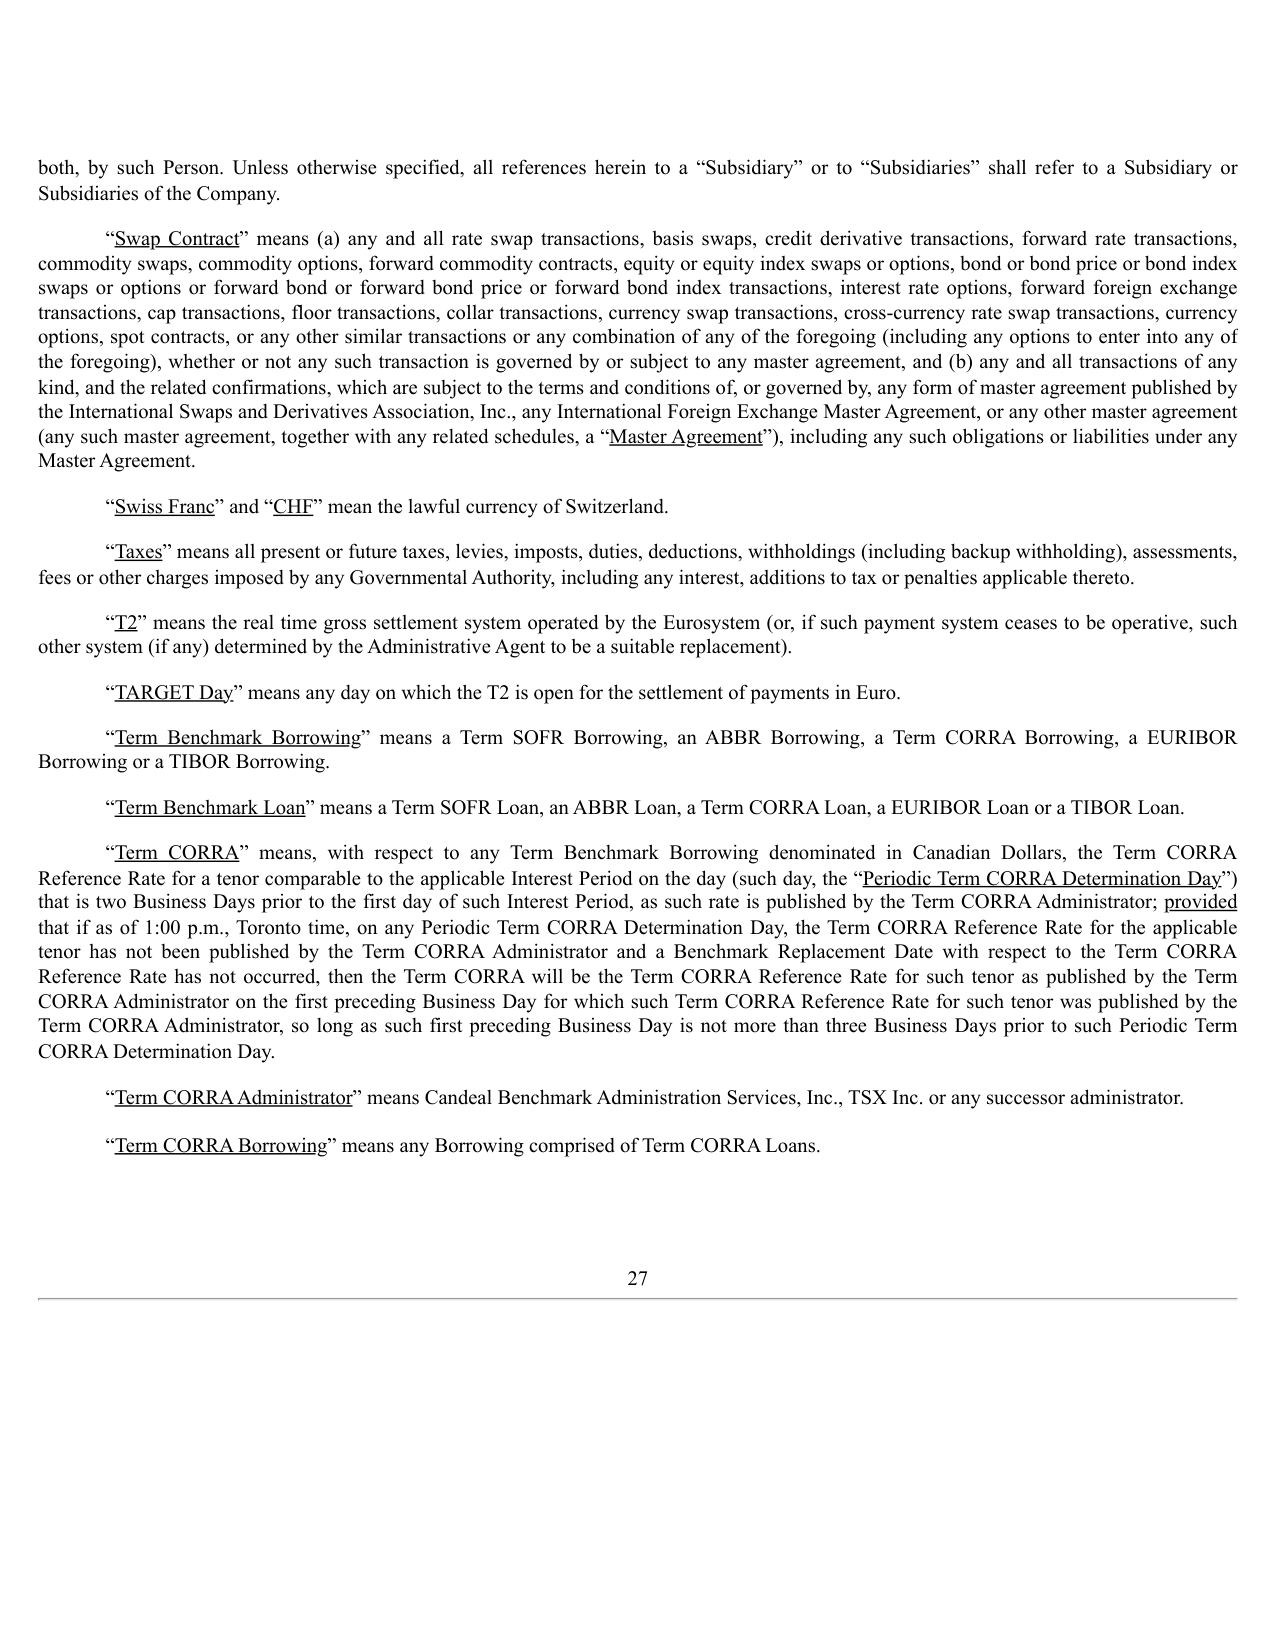 both, by such Person. Unless otherwise specified, all references herein to a “Subsidiary” or to “Subsidiaries” shall refer to a Subsidiary or
Subsidiaries of the Company.
“Swap Contract” means (a) any and all rate swap transactions, basis swaps, credit derivative transactions, forward rate transactions,
commodity swaps, commodity options, forward commodity contracts, equity or equity index swaps or options, bond or bond price or bond index
swaps or options or forward bond or forward bond price or forward bond index transactions, interest rate options, forward foreign exchange
transactions, cap transactions, floor transactions, collar transactions, currency swap transactions, cross-currency rate swap transactions, currency
options, spot contracts, or any other similar transactions or any combination of any of the foregoing (including any options to enter into any of
the foregoing), whether or not any such transaction is governed by or subject to any master agreement, and (b) any and all transactions of any
kind, and the related confirmations, which are subject to the terms and conditions of, or governed by, any form of master agreement published by
the International Swaps and Derivatives Association, Inc., any International Foreign Exchange Master Agreement, or any other master agreement
(any such master agreement, together with any related schedules, a “Master Agreement”), including any such obligations or liabilities under any
Master Agreement.
“Swiss Franc” and “CHF” mean the lawful currency of Switzerland.
“Taxes” means all present or future taxes, levies, imposts, duties, deductions, withholdings (including backup withholding), assessments,
fees or other charges imposed by any Governmental Authority, including any interest, additions to tax or penalties applicable thereto.
“T2” means the real time gross settlement system operated by the Eurosystem (or, if such payment system ceases to be operative, such
other system (if any) determined by the Administrative Agent to be a suitable replacement).
“TARGET Day” means any day on which the T2 is open for the settlement of payments in Euro.
“Term Benchmark Borrowing” means a Term SOFR Borrowing, an ABBR Borrowing, a Term CORRA Borrowing, a EURIBOR
Borrowing or a TIBOR Borrowing.
“Term Benchmark Loan” means a Term SOFR Loan, an ABBR Loan, a Term CORRA Loan, a EURIBOR Loan or a TIBOR Loan.
“Term CORRA” means, with respect to any Term Benchmark Borrowing denominated in Canadian Dollars, the Term CORRA
Reference Rate for a tenor comparable to the applicable Interest Period on the day (such day, the “Periodic Term CORRA Determination Day”)
that is two Business Days prior to the first day of such Interest Period, as such rate is published by the Term CORRA Administrator; provided
that if as of 1:00 p.m., Toronto time, on any Periodic Term CORRA Determination Day, the Term CORRA Reference Rate for the applicable
tenor has not been published by the Term CORRA Administrator and a Benchmark Replacement Date with respect to the Term CORRA
Reference Rate has not occurred, then the Term CORRA will be the Term CORRA Reference Rate for such tenor as published by the Term
CORRA Administrator on the first preceding Business Day for which such Term CORRA Reference Rate for such tenor was published by the
Term CORRA Administrator, so long as such first preceding Business Day is not more than three Business Days prior to such Periodic Term
CORRA Determination Day.
“Term CORRA Administrator” means Candeal Benchmark Administration Services, Inc., TSX Inc. or any successor administrator.
“Term CORRA Borrowing” means any Borrowing comprised of Term CORRA Loans.
27